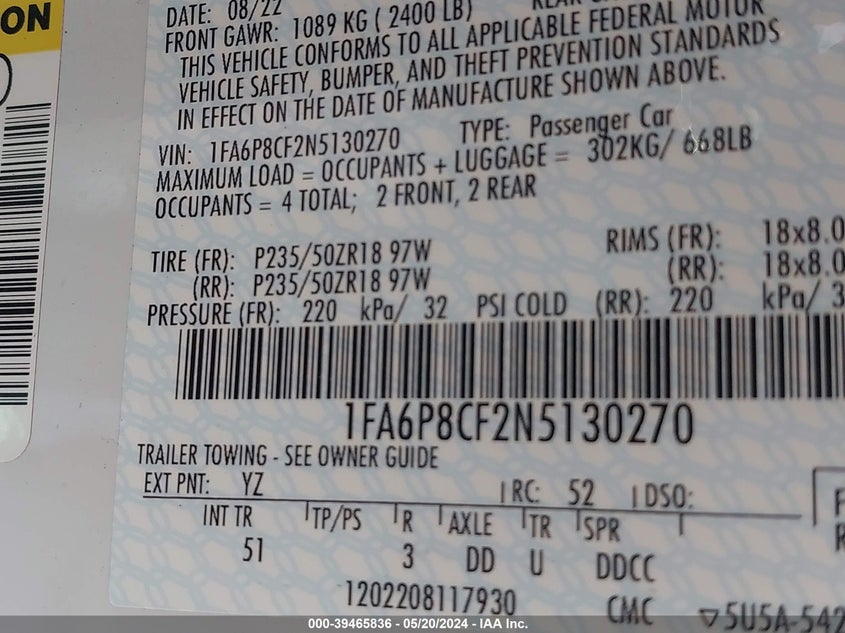 ON
DATE: 08/22
FRONT GAWR: 1089 KG ( 2400 LB)
THIS VEHICLE CONFORMS TO ALL APPLICABLE FEDERAL MOTOR
VEHICLE SAFETY, BUMPER, AND THEFT PREVENTION STANDARDS
IN EFFECT ON THE DATE OF MANUFACTURE SHOWN ABOVE.
VIN: 1FA6P8CF2N5130270 TYPE: Passenger Car
MAXIMUM LOAD = OCCUPANTS + LUGGAGE = 302KG/ 668LB
OCCUPANTS = 4 TOTAL; 2 FRONT, 2 REAR
TIRE (FR): P235/50ZR18 97W RIMS (FR): 18x8.0
(RR): P235/50ZR18 97W (RR): 18x8.0
PRESSURE (FR): 220 kPa/ 32 PSI COLD (RR): 220 kPa/ 3
1FA6P8CF2N5130270
TRAILER TOWING - SEE OWNER GUIDE
EXT PNT: YZ RC: 52 DSO:
INT TR TP/PS R AXLE TR SPR
51 3 DD U DDCC
1202208117930 CMC ▽5U5A-542
000-39465836 - 05/20/2024 - IAA Inc.